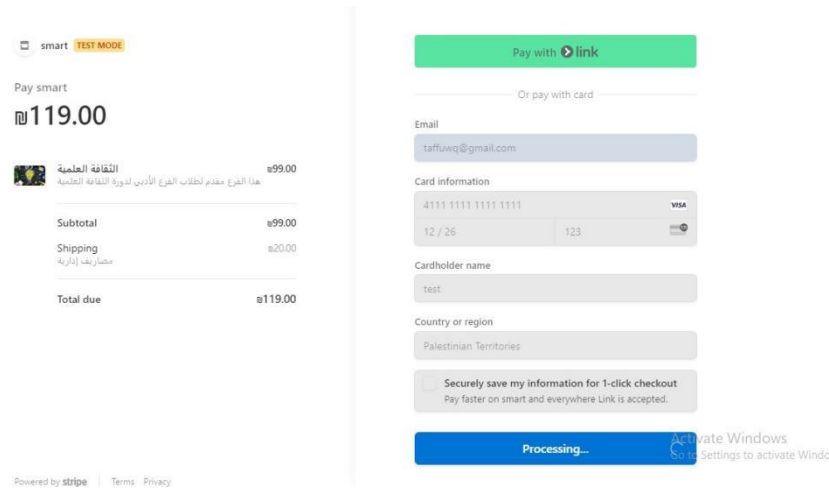 smart TEST MODE
Pay smart
₪119.00
الثقافة العلمية ₪99.00
هذا الفرع مقدم لطلاب الفرع الأدبي لدورة الثقافة العلمية
Subtotal ₪99.00
Shipping ₪20.00
مصاريف إدارية
Total due ₪119.00
Powered by stripe Terms Privacy
Pay with link
Or pay with card
Email
taffuwq@gmail.com
Card information
4111 1111 1111 1111 VISA
12 / 26 123
Cardholder name
test
Country or region
Palestinian Territories
Securely save my information for 1-click checkout
Pay faster on smart and everywhere Link is accepted.
Processing...
Activate Windows
Go to Settings to activate Windo